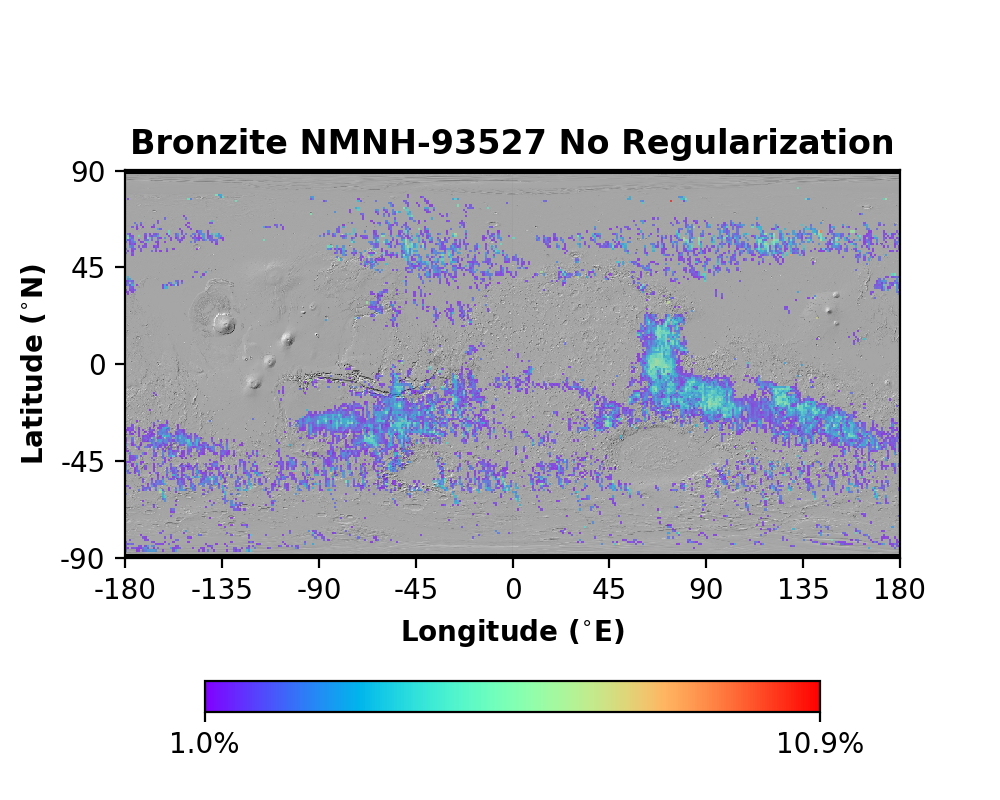 Bronzite NMNH-93527 No Regularization
90
45
0
-45
-90
Latitude (°N)
-180 -135 -90 -45 0 45 90 135 180
Longitude (°E)
1.0% 10.9%